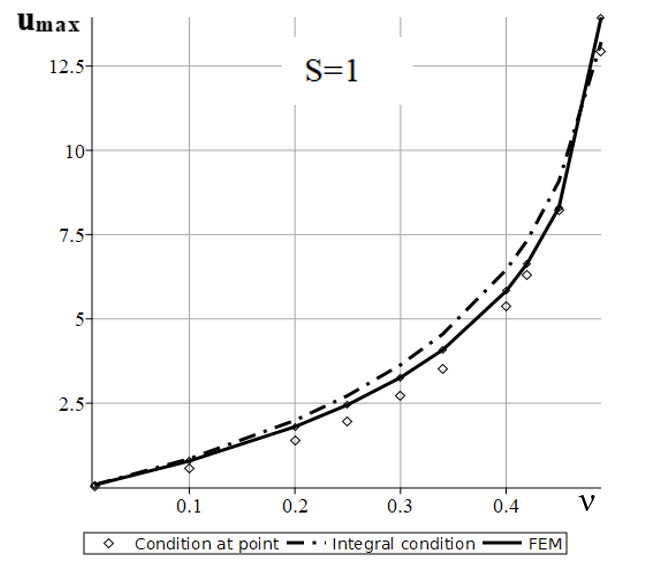 umax
S=1
12.5
10
7.5
5
2.5
0.1 0.2 0.3 0.4 ν
Condition at point Integral condition FEM